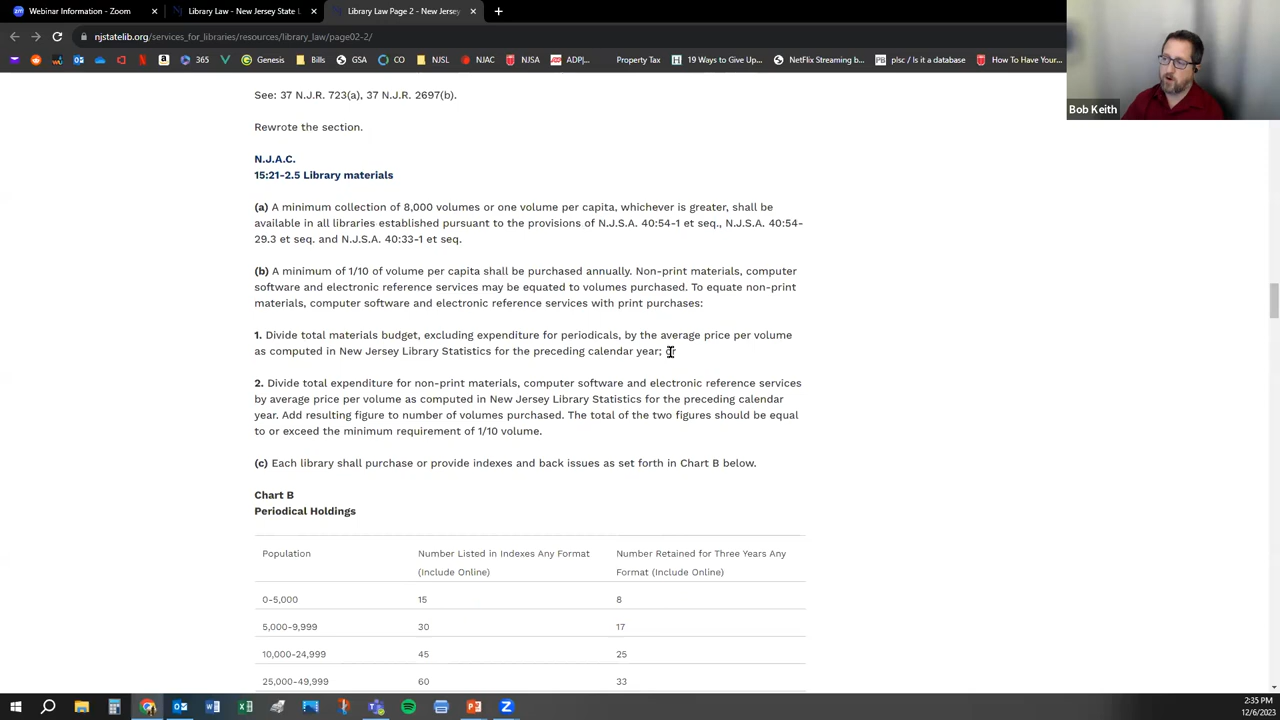 Webinar Information - Zoom
Library Law - New Jersey State L
Library Law Page 2 - New Jersey
njstatelib.org/services_for_libraries/resources/library_law/page02-2/
365
Genesis
Bills
GSA
CO
NJSL
NJAC
NJSA
ADP|...
Property Tax
19 Ways to Give Up...
NetFlix Streaming b...
plsc / Is it a database
How To Have Your...
Bob Keith
See: 37 N.J.R. 723(a), 37 N.J.R. 2697(b).
Rewrote the section.
N.J.A.C.
15:21-2.5 Library materials
(a) A minimum collection of 8,000 volumes or one volume per capita, whichever is greater, shall be
available in all libraries established pursuant to the provisions of N.J.S.A. 40:54-1 et seq., N.J.S.A. 40:54-
29.3 et seq. and N.J.S.A. 40:33-1 et seq.
(b) A minimum of 1/10 of volume per capita shall be purchased annually. Non-print materials, computer
software and electronic reference services may be equated to volumes purchased. To equate non-print
materials, computer software and electronic reference services with print purchases:
1. Divide total materials budget, excluding expenditure for periodicals, by the average price per volume
as computed in New Jersey Library Statistics for the preceding calendar year; or
2. Divide total expenditure for non-print materials, computer software and electronic reference services
by average price per volume as computed in New Jersey Library Statistics for the preceding calendar
year. Add resulting figure to number of volumes purchased. The total of the two figures should be equal
to or exceed the minimum requirement of 1/10 volume.
(c) Each library shall purchase or provide indexes and back issues as set forth in Chart B below.
Chart B
Periodical Holdings
Population
Number Listed in Indexes Any Format
(Include Online)
Number Retained for Three Years Any
Format (Include Online)
0-5,000
15
8
5,000-9,999
30
17
10,000-24,999
45
25
25,000-49,999
60
33
2:35 PM
12/6/2023